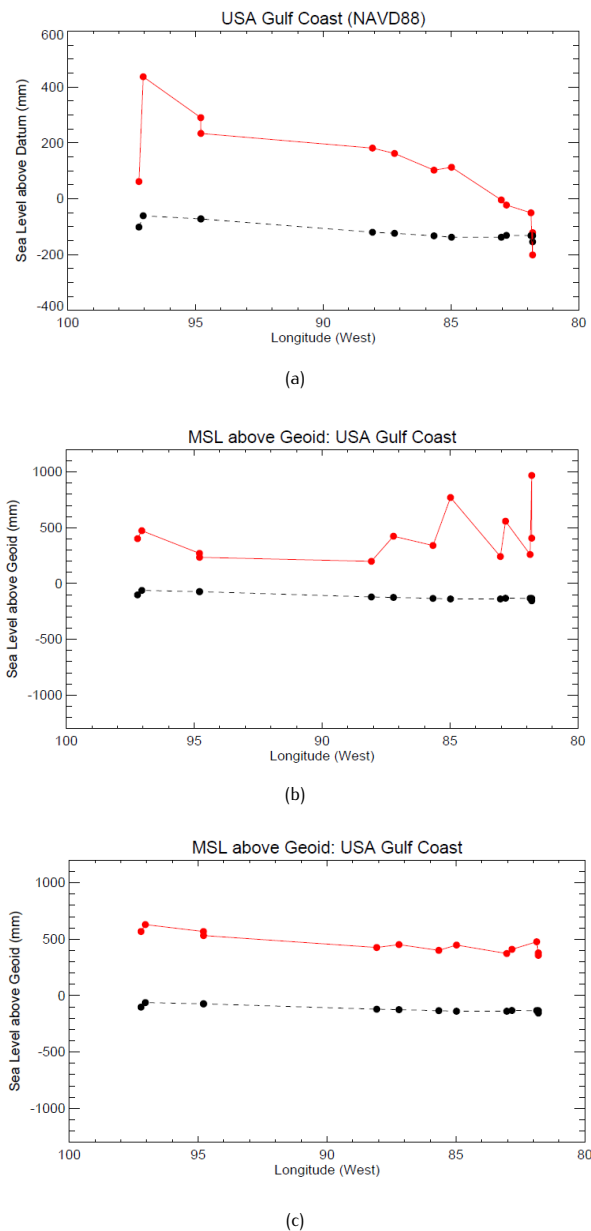 USA Gulf Coast (NAVD88)
600
400
200
0
-200
-400
Sea Level above Datum (mm)
100 95 90 85 80
Longitude (West)
(a)
MSL above Geoid: USA Gulf Coast
1000
500
0
-500
-1000
Sea Level above Geoid (mm)
100 95 90 85 80
Longitude (West)
(b)
MSL above Geoid: USA Gulf Coast
1000
500
0
-500
-1000
Sea Level above Geoid (mm)
100 95 90 85 80
Longitude (West)
(c)